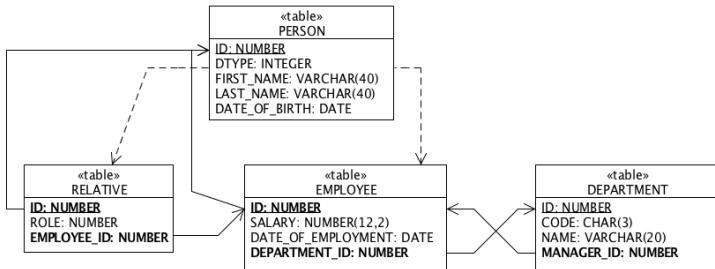 «table»
PERSON
ID: NUMBER
DTYPE: INTEGER
FIRST_NAME: VARCHAR(40)
LAST_NAME: VARCHAR(40)
DATE_OF_BIRTH: DATE
«table»
RELATIVE
ID: NUMBER
ROLE: NUMBER
EMPLOYEE_ID: NUMBER
«table»
EMPLOYEE
ID: NUMBER
SALARY: NUMBER(12,2)
DATE_OF_EMPLOYMENT: DATE
DEPARTMENT_ID: NUMBER
«table»
DEPARTMENT
ID: NUMBER
CODE: CHAR(3)
NAME: VARCHAR(20)
MANAGER_ID: NUMBER